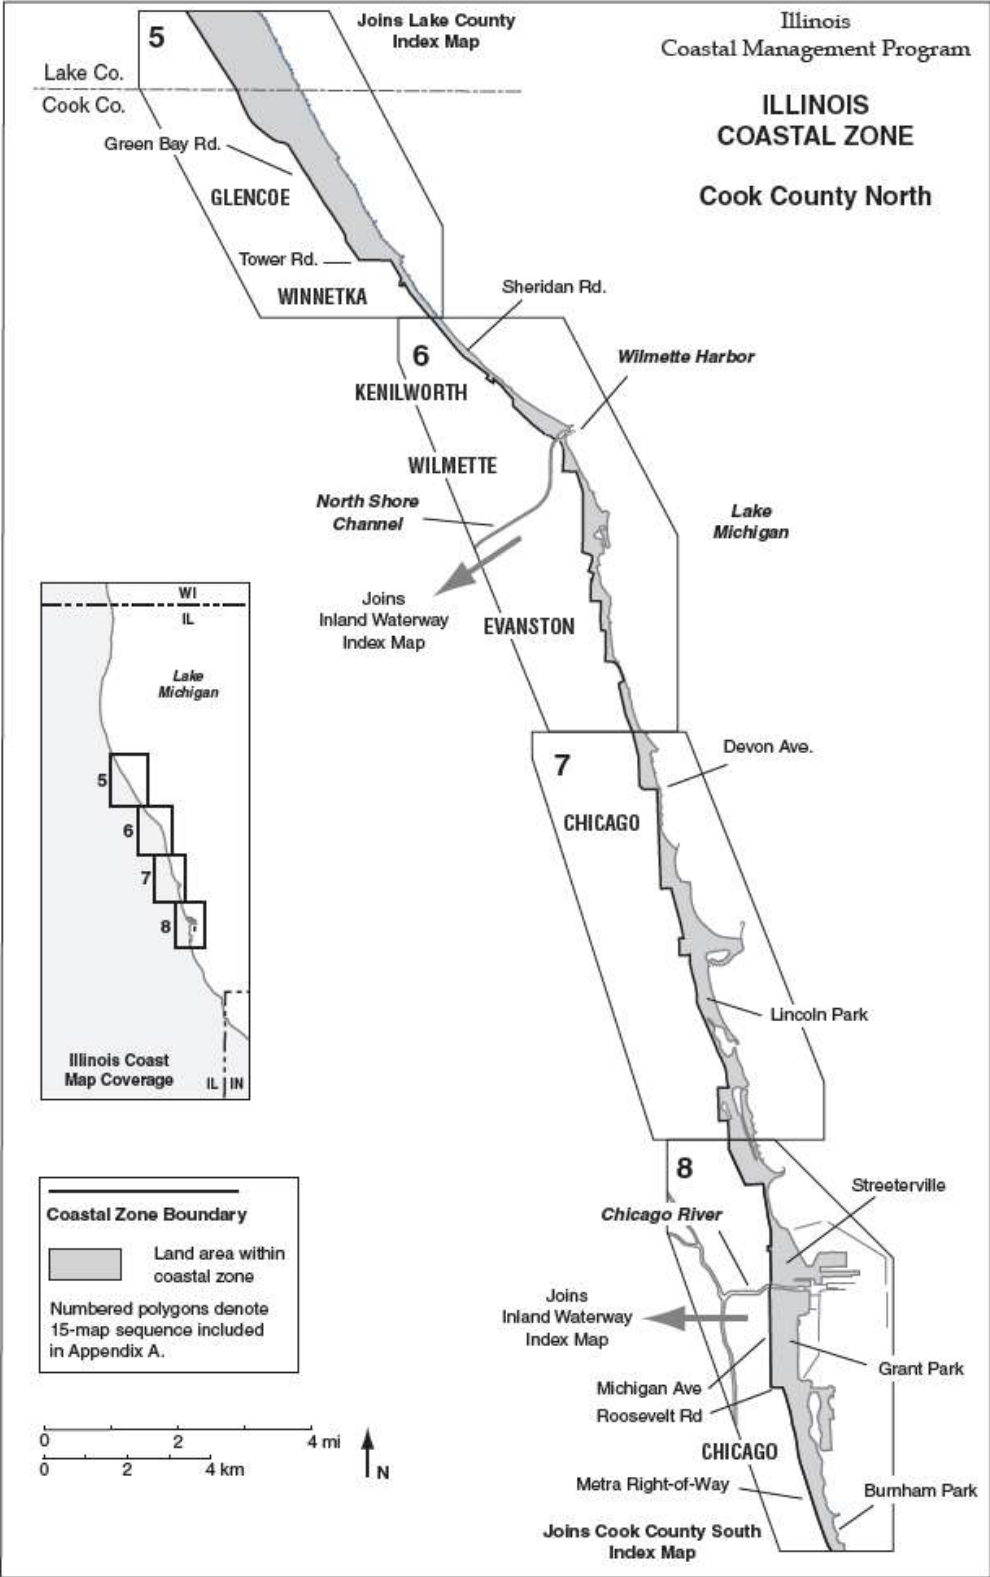 Illinois
Coastal Management Program
ILLINOIS
COASTAL ZONE
Cook County North
Joins Lake County
Index Map
5
Lake Co.
Cook Co.
Green Bay Rd.
GLENCOE
Tower Rd.
WINNETKA
Sheridan Rd.
6
Wilmette Harbor
KENILWORTH
WILMETTE
North Shore
Channel
Lake
Michigan
Joins
Inland Waterway
Index Map
EVANSTON
WI
IL
Lake
Michigan
5
6
7
8
Illinois Coast
Map Coverage
IL
IN
7
Devon Ave.
CHICAGO
Lincoln Park
8
Streeterville
Chicago River
Joins
Inland Waterway
Index Map
Grant Park
Michigan Ave
Roosevelt Rd
CHICAGO
Metra Right-of-Way
Burnham Park
Joins Cook County South
Index Map
Coastal Zone Boundary
Land area within
coastal zone
Numbered polygons denote
15-map sequence included
in Appendix A.
0 2 4 mi
0 2 4 km
N